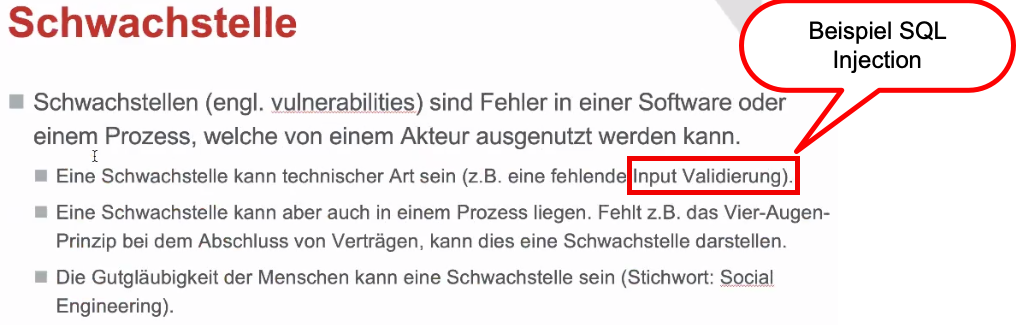 Schwachstelle
Beispiel SQL
Injection
Schwachstellen (engl. vulnerabilities) sind Fehler in einer Software oder
einem Prozess, welche von einem Akteur ausgenutzt werden kann.
Eine Schwachstelle kann technischer Art sein (z.B. eine fehlende Input Validierung).
Eine Schwachstelle kann aber auch in einem Prozess liegen. Fehlt z.B. das Vier-Augen-
Prinzip bei dem Abschluss von Verträgen, kann dies eine Schwachstelle darstellen.
Die Gutgläubigkeit der Menschen kann eine Schwachstelle sein (Stichwort: Social
Engineering).